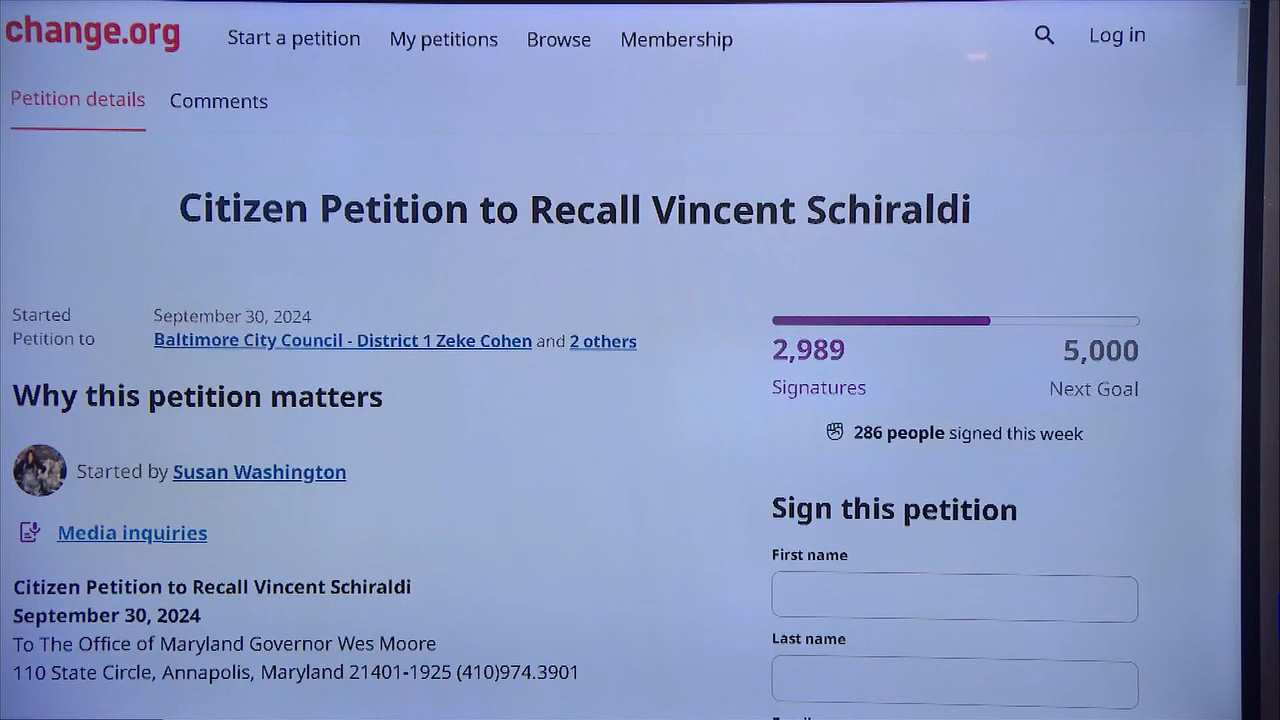 change.org
Start a petition
My petitions
Browse
Membership
Log in
Petition details
Comments
Citizen Petition to Recall Vincent Schiraldi
Started
September 30, 2024
Petition to
Baltimore City Council - District 1 Zeke Cohen and 2 others
2,989
5,000
Signatures
Next Goal
286 people signed this week
Why this petition matters
Started by Susan Washington
Media inquiries
Citizen Petition to Recall Vincent Schiraldi
September 30, 2024
To The Office of Maryland Governor Wes Moore
110 State Circle, Annapolis, Maryland 21401-1925 (410)974.3901
Sign this petition
First name
Last name